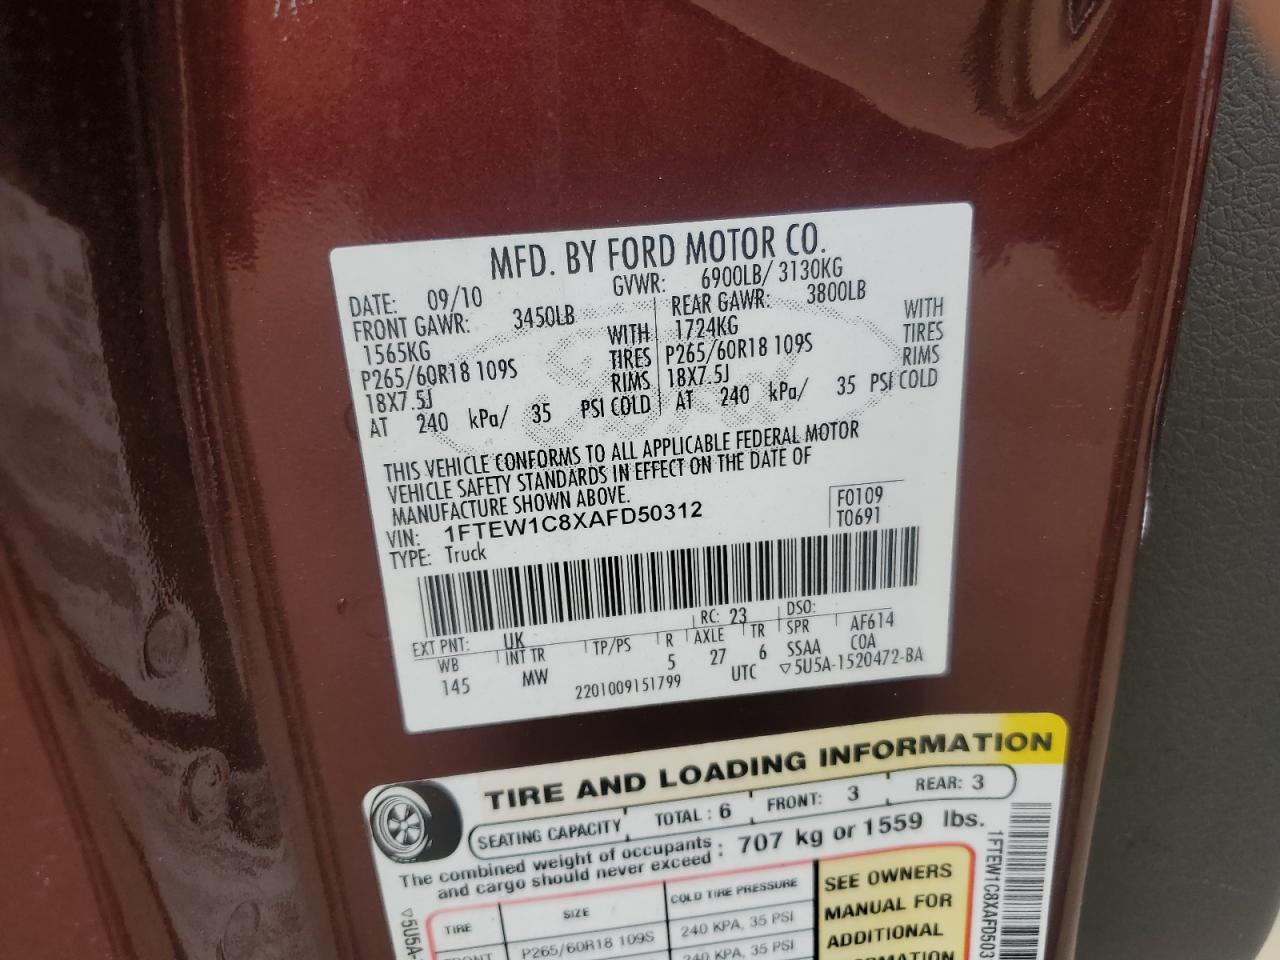 MFD. BY FORD MOTOR CO.
DATE: 09/10 GVWR: 6900LB/ 3130KG
FRONT GAWR: 3450LB REAR GAWR: 3800LB
1565KG WITH 1724KG WITH
P265/60R18 109S TIRES P265/60R18 109S TIRES
18X7.5J RIMS 18X7.5J RIMS
AT 240 kPa/ 35 PSI COLD AT 240 kPa/ 35 PSI COLD
THIS VEHICLE CONFORMS TO ALL APPLICABLE FEDERAL MOTOR
VEHICLE SAFETY STANDARDS IN EFFECT ON THE DATE OF
MANUFACTURE SHOWN ABOVE.
VIN: 1FTEW1C8XAFD50312 F0109
TYPE: Truck T0691
EXT PNT: UK RC: 23 DSO:
WB INT TR TP/PS R AXLE TR SPR AF614
145 MW 5 27 6 SSAA COA
2201009151799 UTC ▽5U5A-1520472-BA
TIRE AND LOADING INFORMATION
SEATING CAPACITY TOTAL : 6 FRONT: 3 REAR: 3
The combined weight of occupants and cargo should never exceed : 707 kg or 1559 lbs.
TIRE SIZE COLD TIRE PRESSURE
FRONT P265/60R18 109S 240 KPA, 35 PSI
240 KPA, 35 PSI
SEE OWNERS
MANUAL FOR
ADDITIONAL
1FTEW1C8XAFD503
▽5U5A-